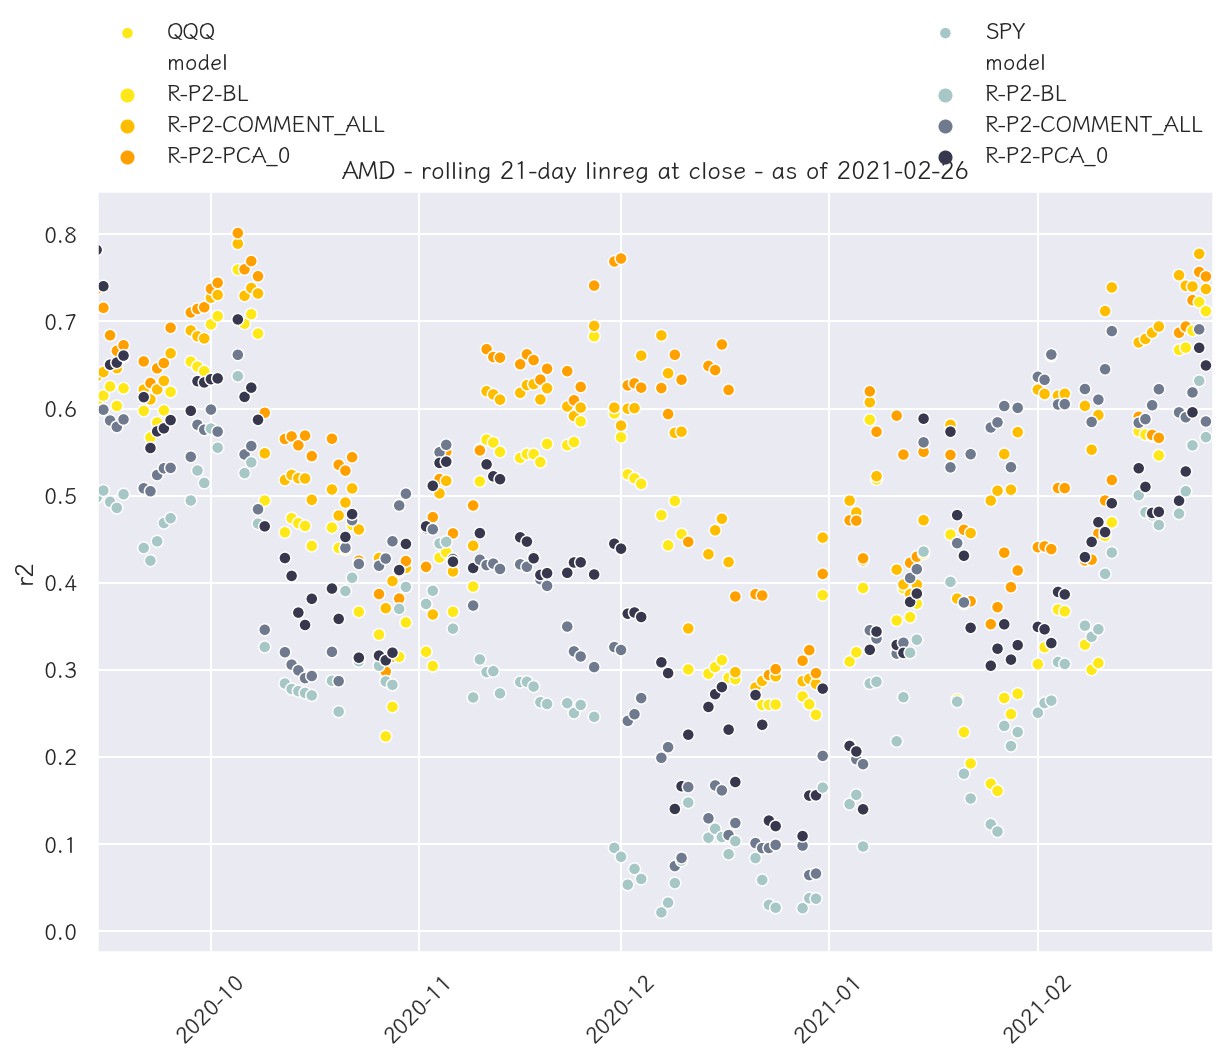 QQQ
model
R-P2-BL
R-P2-COMMENT_ALL
R-P2-PCA_0
SPY
model
R-P2-BL
R-P2-COMMENT_ALL
R-P2-PCA_0
AMD - rolling 21-day linreg at close - as of 2021-02-26
r2
0.8
0.7
0.6
0.5
0.4
0.3
0.2
0.1
0.0
2020-10
2020-11
2020-12
2021-01
2021-02